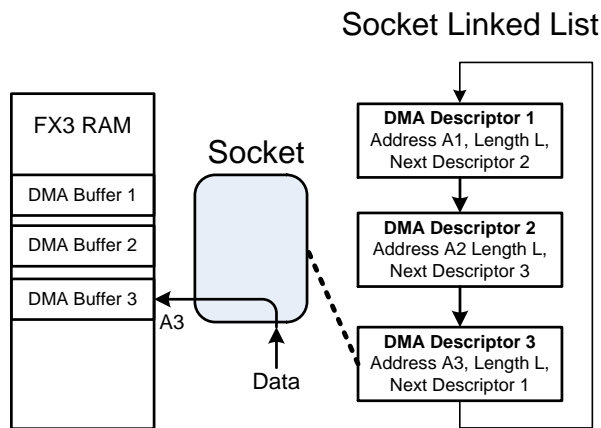 Socket Linked List
FX3 RAM
DMA Buffer 1
DMA Buffer 2
DMA Buffer 3
Socket
A3
Data
DMA Descriptor 1
Address A1, Length L,
Next Descriptor 2
DMA Descriptor 2
Address A2 Length L,
Next Descriptor 3
DMA Descriptor 3
Address A3, Length L,
Next Descriptor 1